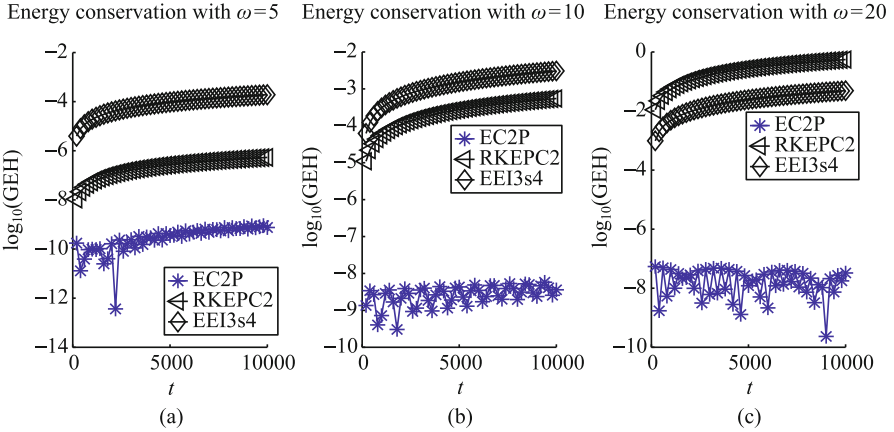 Energy conservation with ω=5
−2
−4
−6
−8
−10
−12
−14
log₁₀(GEH)
EC2P
RKEPC2
EEI3s4
0
5000
10000
t
(a)
Energy conservation with ω=10
−2
−3
−4
−5
−6
−7
−8
−9
−10
log₁₀(GEH)
EC2P
RKEPC2
EEI3s4
0
5000
10000
t
(b)
Energy conservation with ω=20
0
−2
−4
−6
−8
−10
log₁₀(GEH)
EC2P
RKEPC2
EEI3s4
0
5000
10000
t
(c)